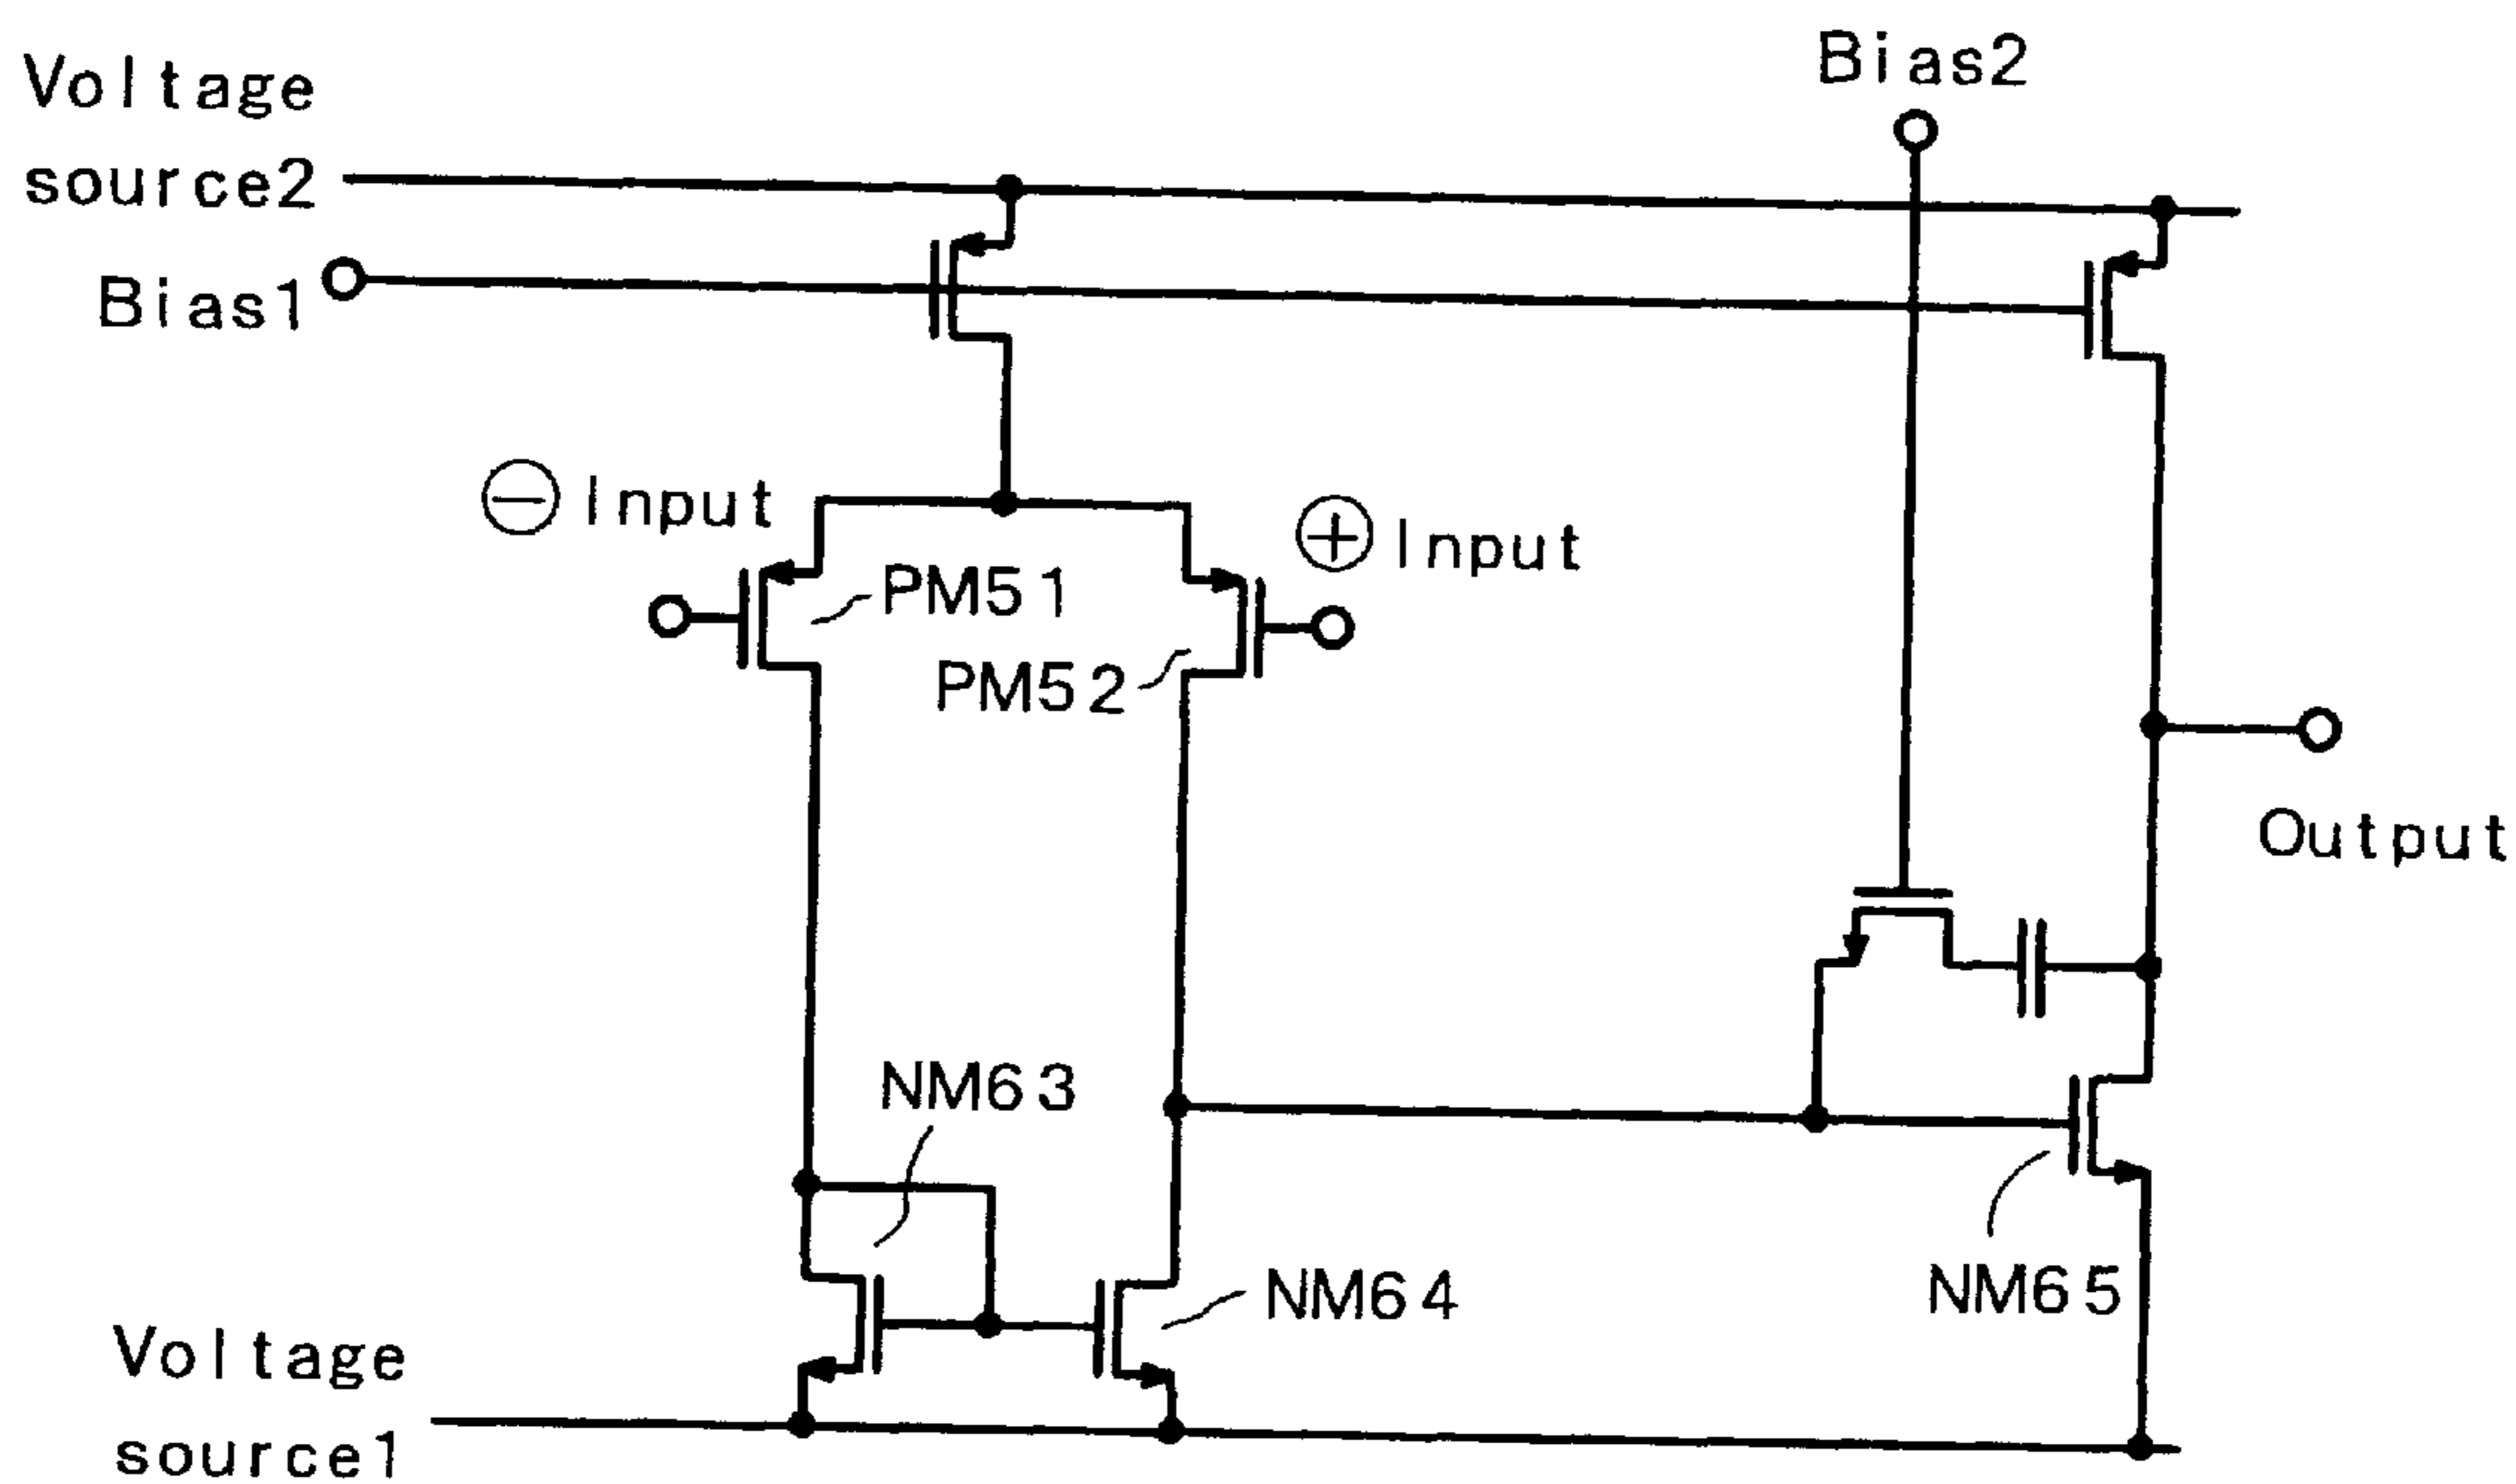 Voltage
source2
Bias2
Bias1
⊖ Input
⊕ Input
PM51
PM52
Output
NM63
NM64
NM65
Voltage
source1